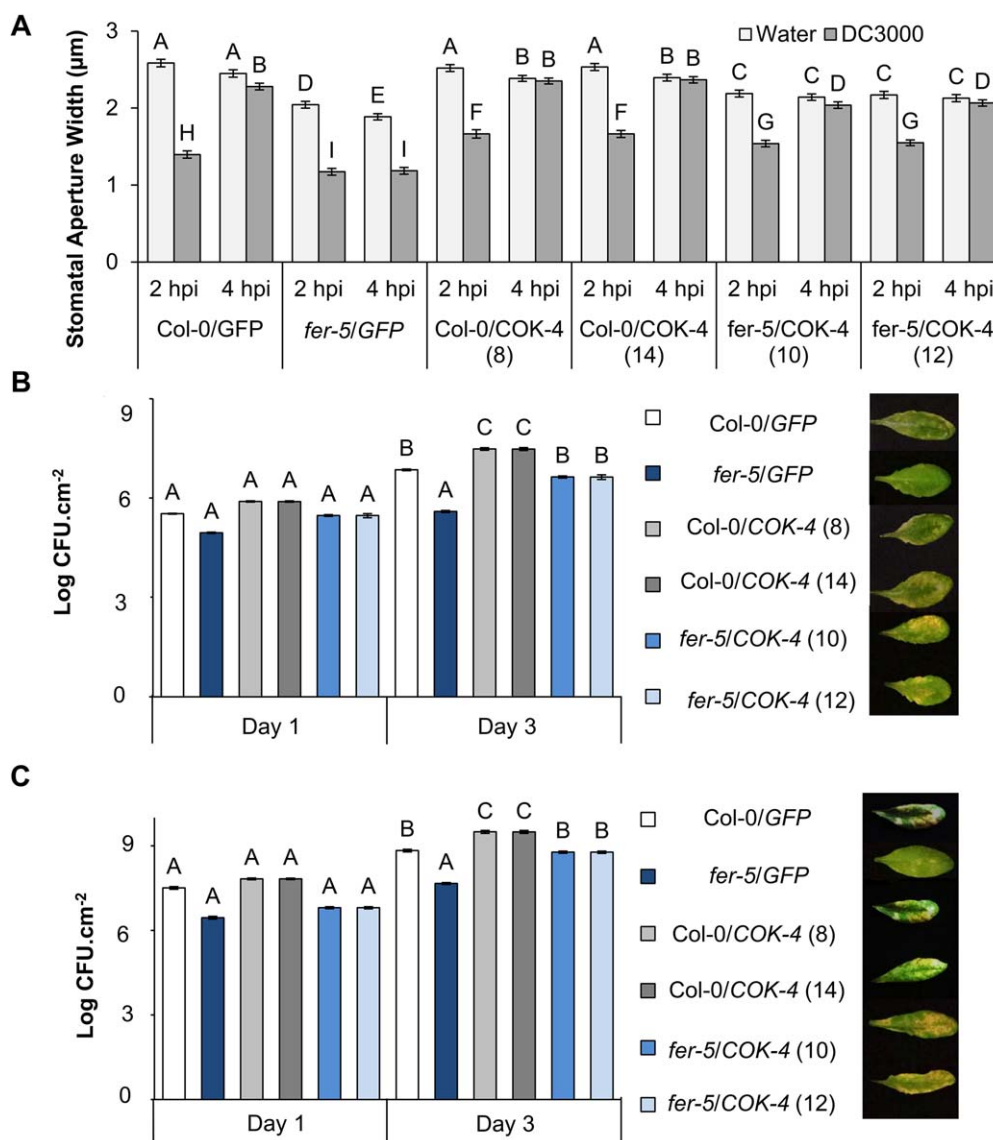 A
Stomatal Aperture Width (µm)
3
2
1
0
Water DC3000
A A A A
H B D E I I F B B F B B C G C D C G C D
2 hpi 4 hpi 2 hpi 4 hpi 2 hpi 4 hpi 2 hpi 4 hpi 2 hpi 4 hpi 2 hpi 4 hpi
Col-0/GFP fer-5/GFP Col-0/COK-4 Col-0/COK-4 fer-5/COK-4 fer-5/COK-4
(8) (14) (10) (12)
B
Log CFU.cm-2
9
6
3
0
A A A A A A B A C C B B
Day 1 Day 3
Col-0/GFP
fer-5/GFP
Col-0/COK-4 (8)
Col-0/COK-4 (14)
fer-5/COK-4 (10)
fer-5/COK-4 (12)
C
Log CFU.cm-2
9
6
3
0
A A A A A A B A C C B B
Day 1 Day 3
Col-0/GFP
fer-5/GFP
Col-0/COK-4 (8)
Col-0/COK-4 (14)
fer-5/COK-4 (10)
fer-5/COK-4 (12)